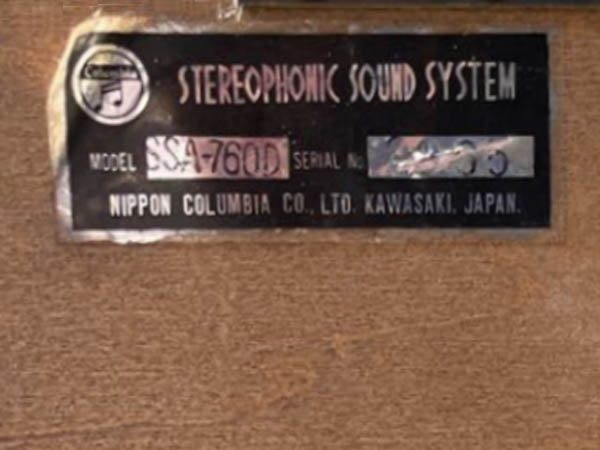 Columbia
STEREOPHONIC SOUND SYSTEM
MODEL SSA-760D SERIAL No
NIPPON COLUMBIA CO., LTD. KAWASAKI, JAPAN.